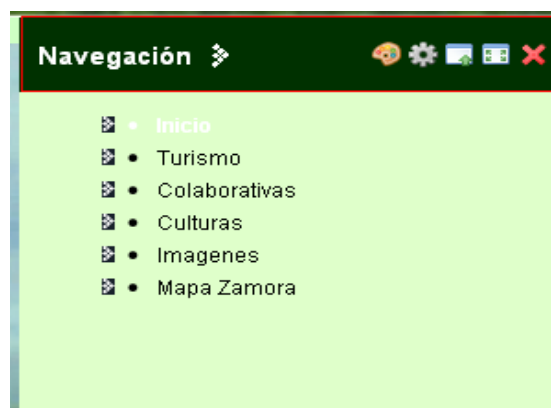 Navegación
• Inicio
• Turismo
• Colaborativas
• Culturas
• Imagenes
• Mapa Zamora